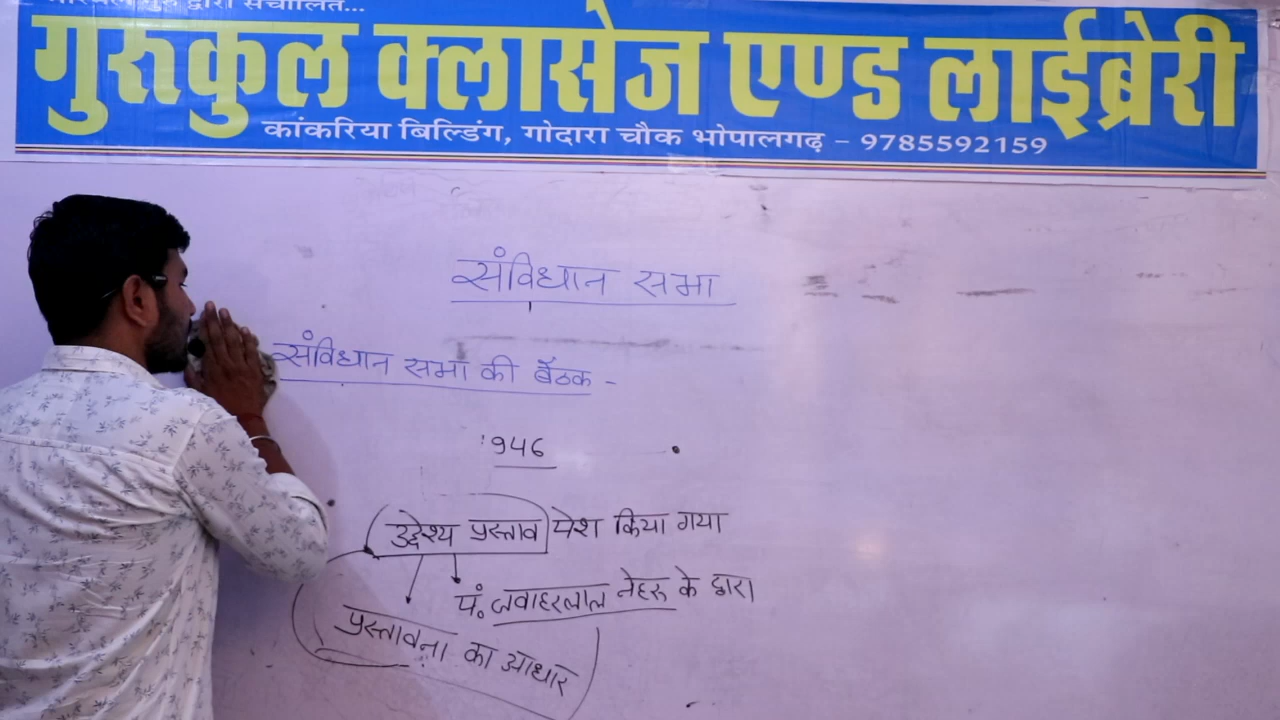 द्वारा संचालित...
गुरुकुल क्लासेज एण्ड लाईब्रेरी
कांकरिया बिल्डिंग, गोदारा चौक भोपालगढ़ – 9785592159
संविधान सभा
संविधान सभा की बैठक -
1946
उद्देश्य प्रस्ताव पेश किया गया
पं. जवाहरलाल नेहरू के द्वारा
प्रस्तावना का आधार